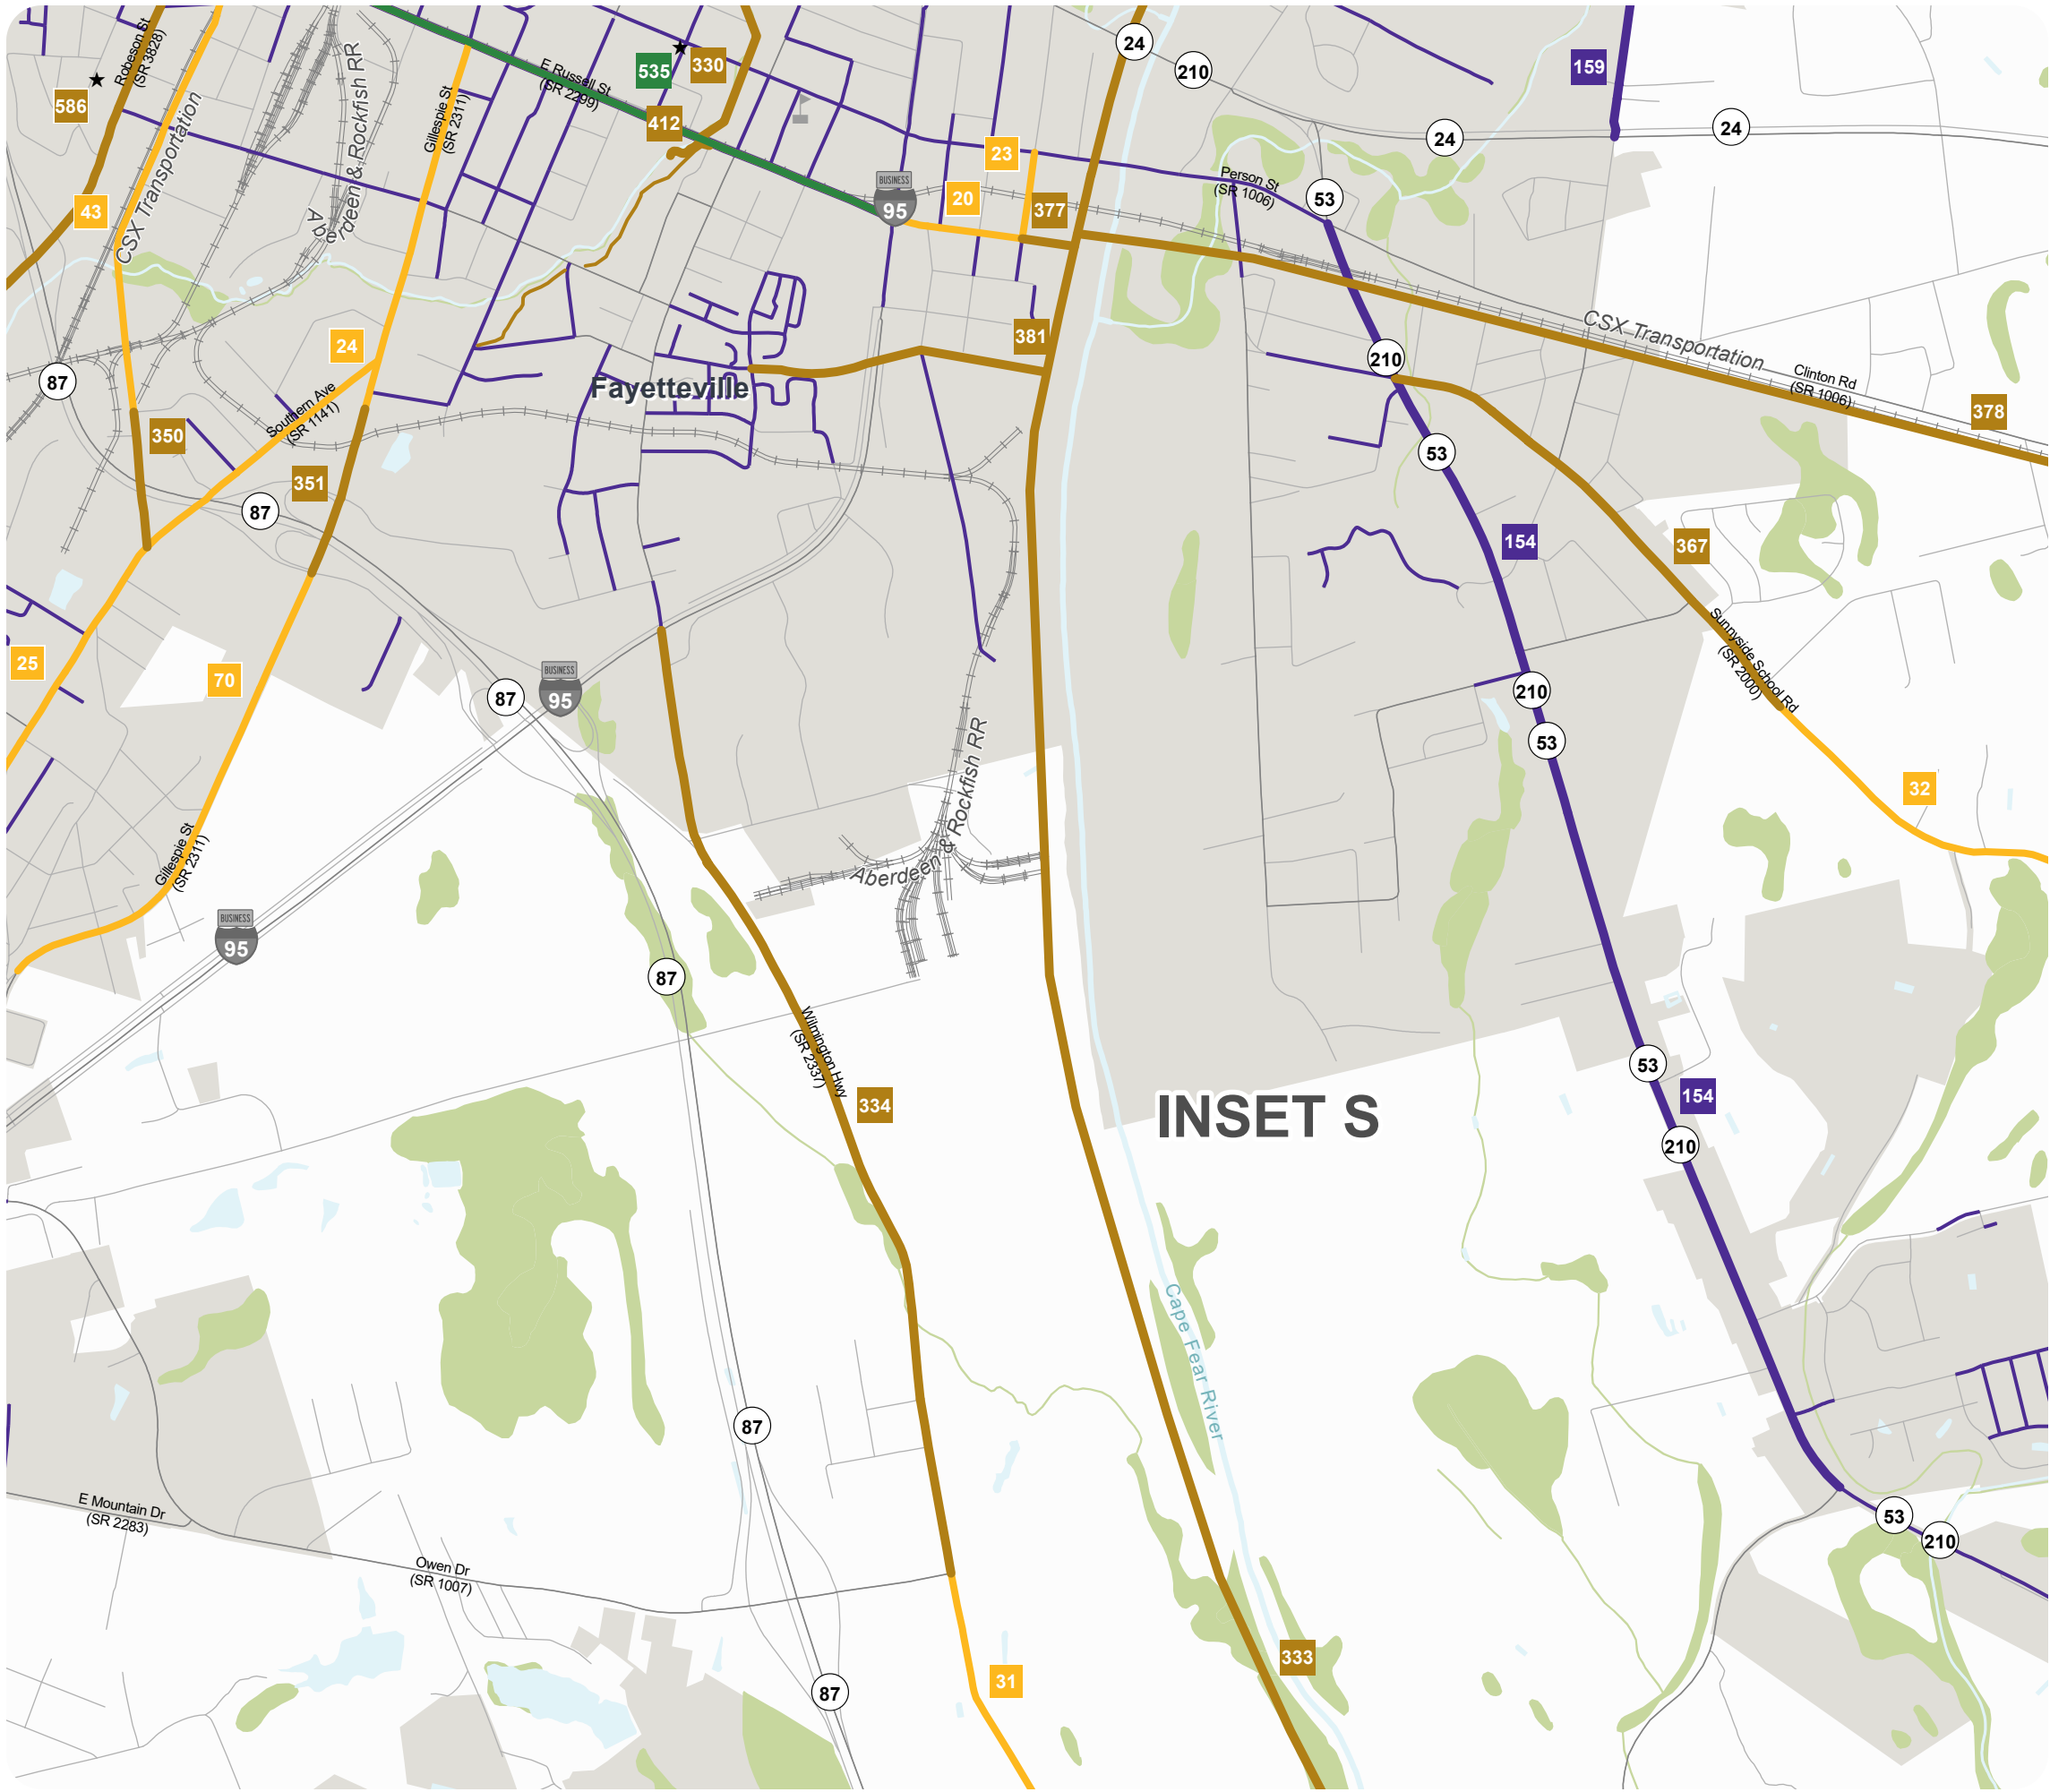 Robeson St
(SR 3828)
586
43
CSX Transportation
Aberdeen & Rockfish RR
Gillespie St
(SR 2311)
E Russell St
(SR 2299)
535
330
412
BUSINESS
95
20
23
377
24
210
159
24
24
Person St
(SR 1006)
53
381
210
CSX Transportation
Clinton Rd
(SR 1006)
378
87
24
350
Southern Ave
(SR 1141)
351
87
Fayetteville
53
154
367
25
70
87
BUSINESS
95
Sunnyside School Rd
(SR 2000)
210
53
32
Gillespie St
(SR 2311)
BUSINESS
95
Aberdeen & Rockfish RR
87
Wilmington Hwy
(SR 2337)
334
INSET S
53
154
210
Cape Fear River
87
E Mountain Dr
(SR 2283)
Owen Dr
(SR 1007)
53
210
87
31
333